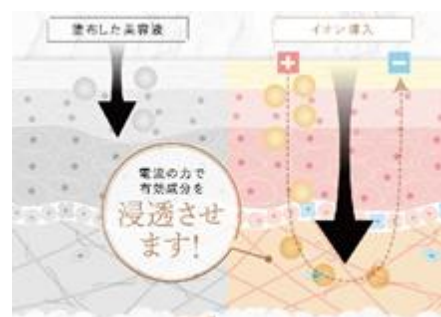 塗布した美容液
イオン導入
+
−
電流の力で
有効成分を
浸透させ
ます!